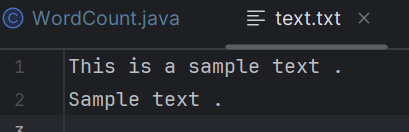 WordCount.java text.txt
1 This is a sample text .
2 Sample text .
3